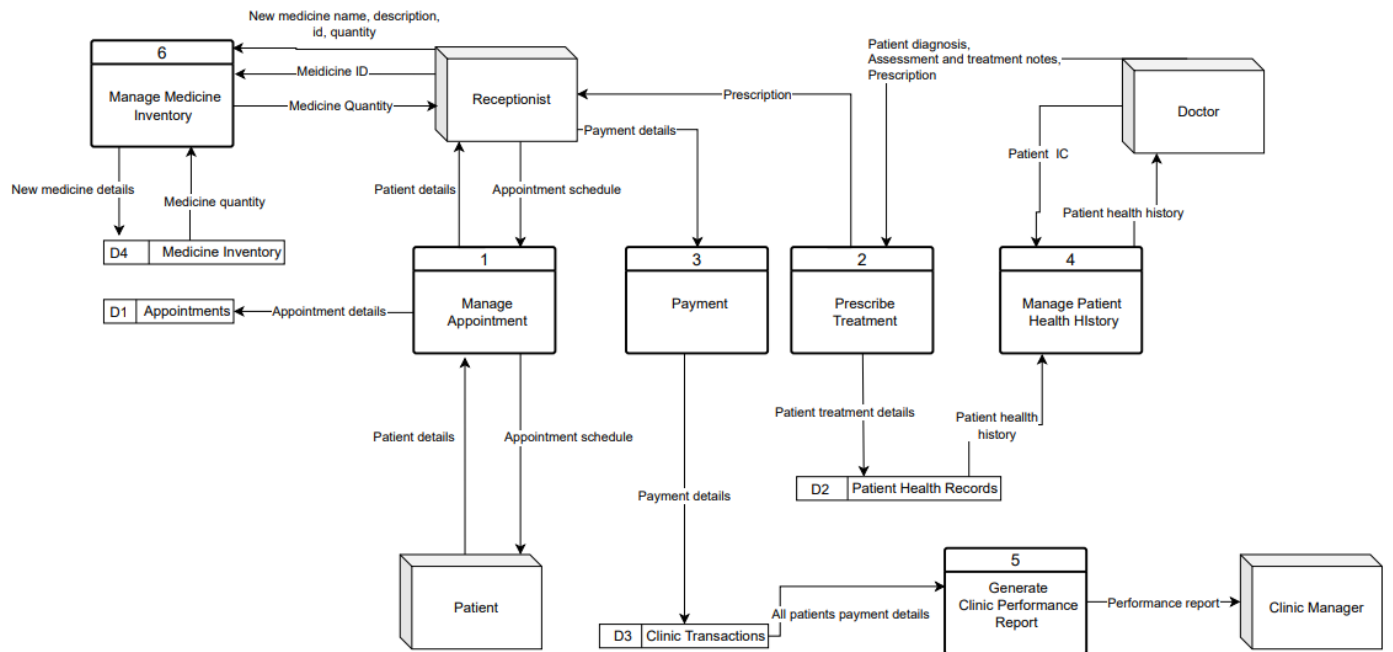 New medicine name, description,
id, quantity
6
Manage Medicine
Inventory
Meidicine ID
Medicine Quantity
Receptionist
Prescription
Patient diagnosis,
Assessment and treatment notes,
Prescription
Doctor
Payment details
Patient IC
New medicine details
Medicine quantity
Patient details
Appointment schedule
Patient health history
D4
Medicine Inventory
1
Manage
Appointment
3
Payment
2
Prescribe
Treatment
4
Manage Patient
Health HIstory
D1
Appointments
Appointment details
Patient treatment details
Patient heallth
history
Patient details
Appointment schedule
D2
Patient Health Records
Payment details
5
Generate
Clinic Performance
Report
Patient
All patients payment details
Performance report
Clinic Manager
D3
Clinic Transactions